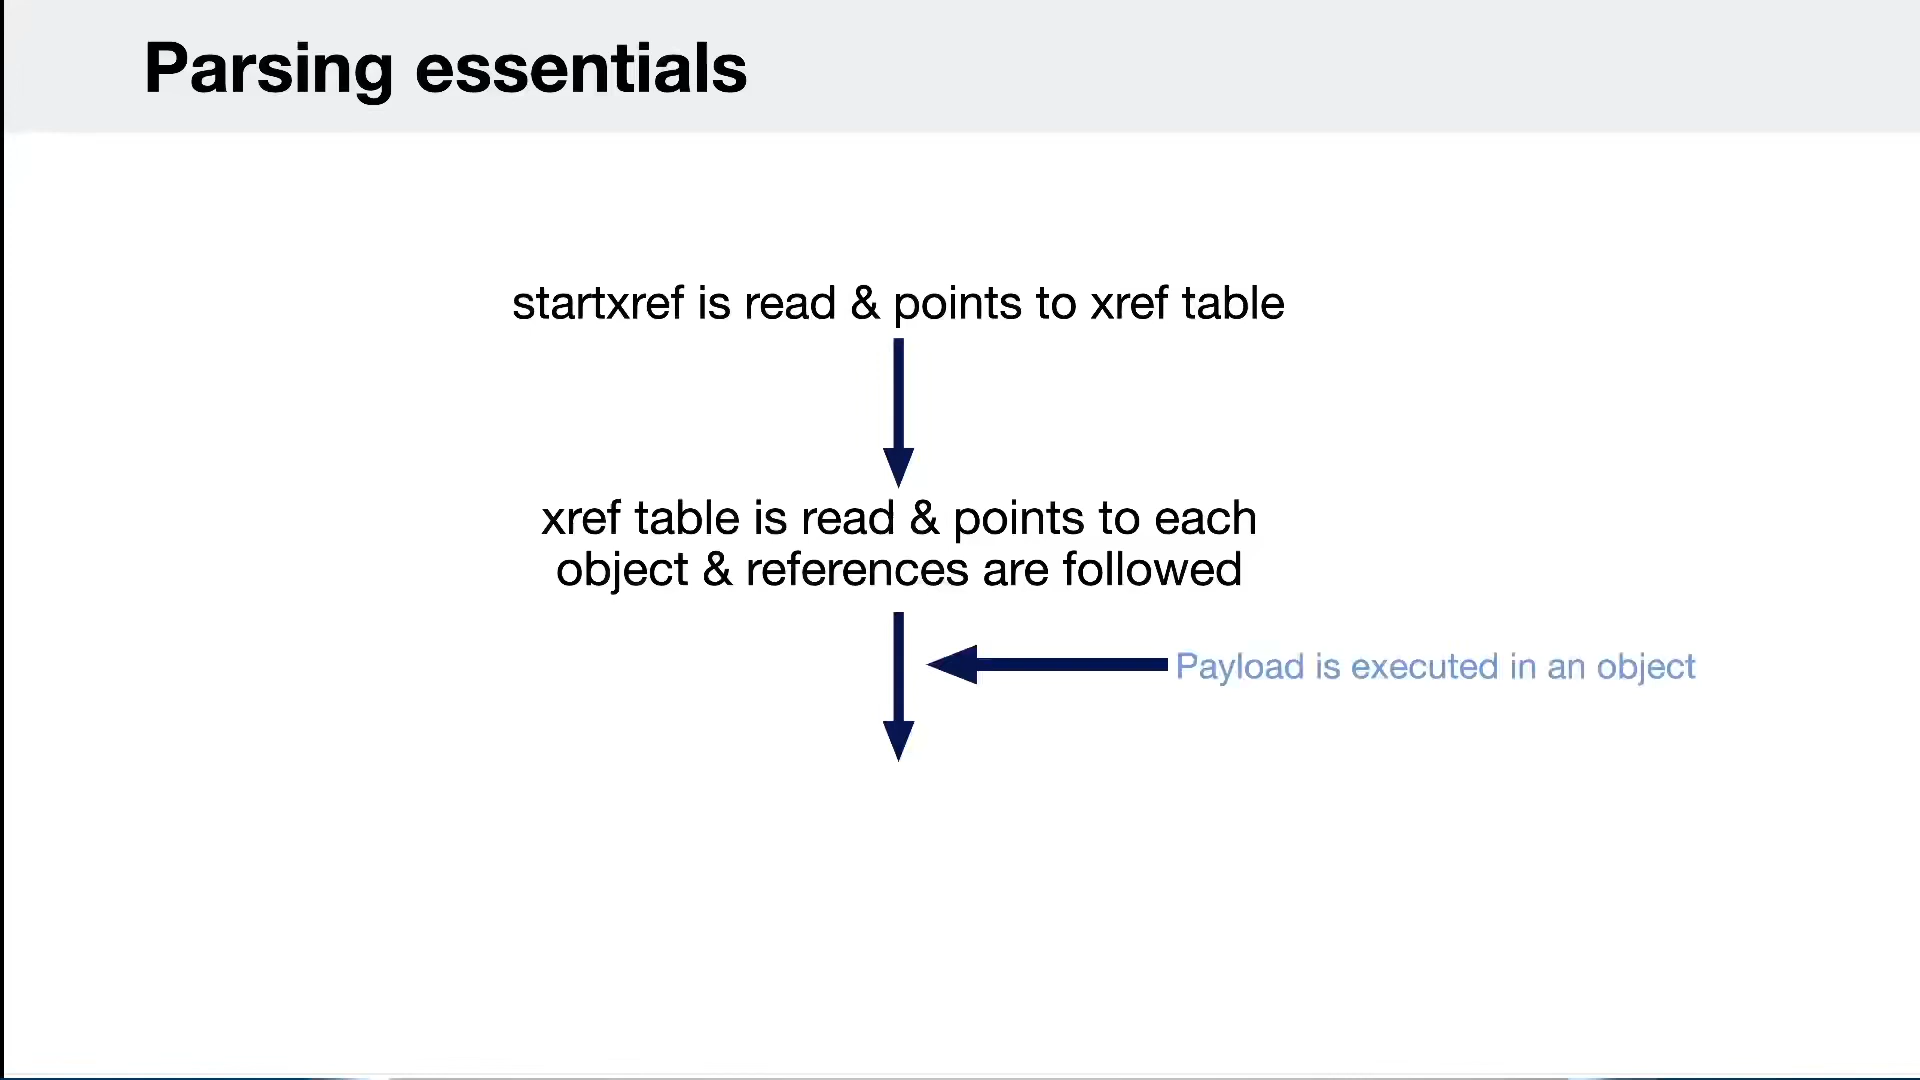 Parsing essentials
startxref is read & points to xref table
xref table is read & points to each
object & references are followed
Payload is executed in an object